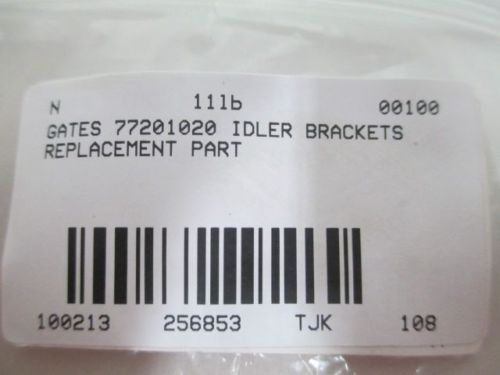 N 11lb 00100
GATES 77201020 IDLER BRACKETS
REPLACEMENT PART
100213 256853 TJK 108